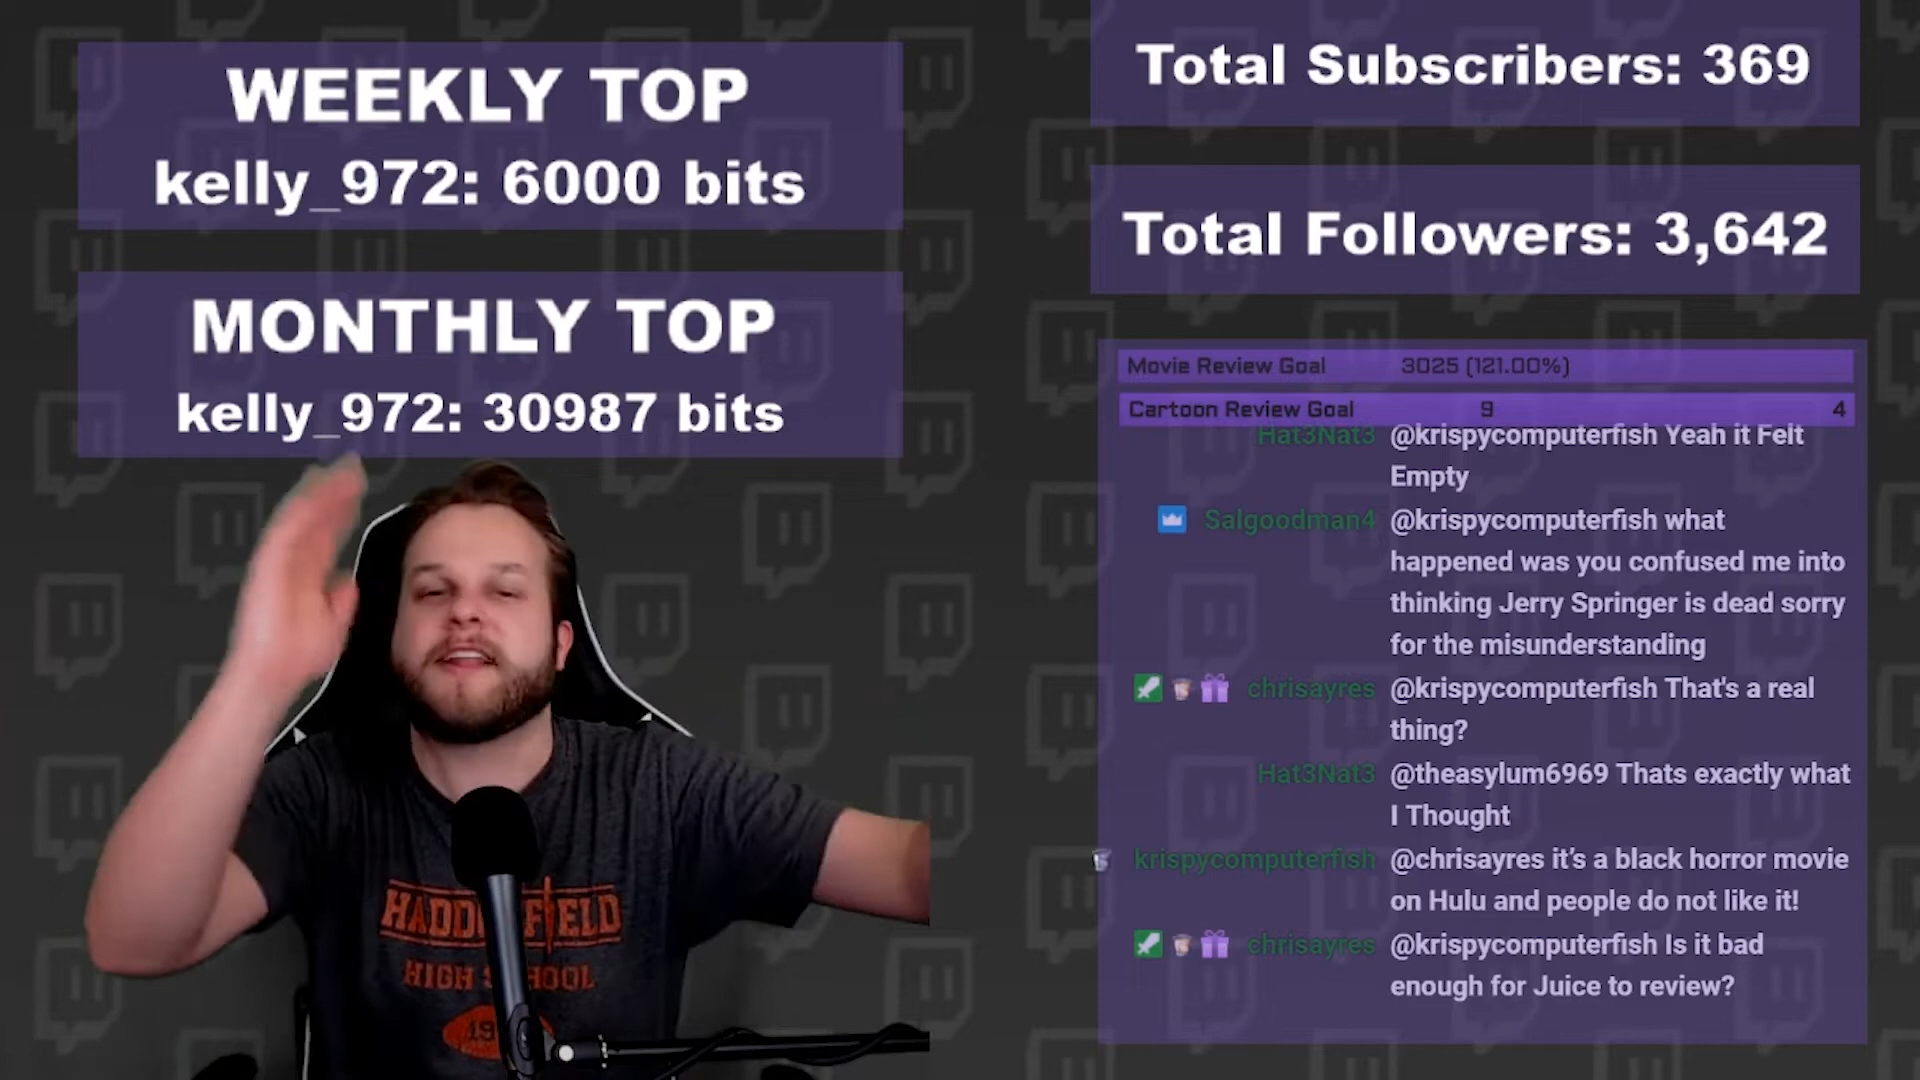 WEEKLY TOP
kelly_972: 6000 bits
MONTHLY TOP
kelly_972: 30987 bits
Total Subscribers: 369
Total Followers: 3,642
Movie Review Goal 3025 (121.00%)
Cartoon Review Goal 9 4
Hat3Nat3 @krispycomputerfish Yeah it Felt
Empty
Salgoodman4 @krispycomputerfish what
happened was you confused me into
thinking Jerry Springer is dead sorry
for the misunderstanding
chrisayres @krispycomputerfish That's a real
thing?
Hat3Nat3 @theasylum6969 Thats exactly what
I Thought
krispycomputerfish @chrisayres it’s a black horror movie
on Hulu and people do not like it!
chrisayres @krispycomputerfish Is it bad
enough for Juice to review?
HIGH
19